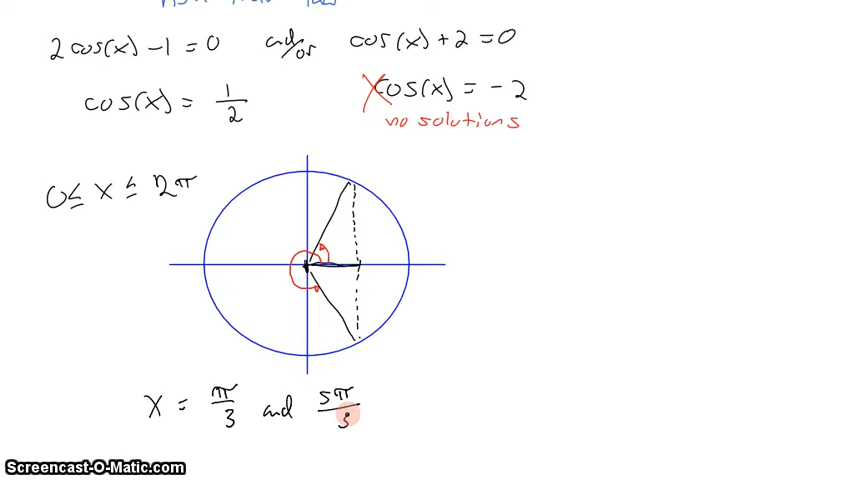 2cos(x) - 1 = 0 and/or cos(x) + 2 = 0
cos(x) = 1/2
cos(x) = -2
no solutions
0 ≤ x ≤ 2π
x = π/3 and 5π/3
Screencast-O-Matic.com